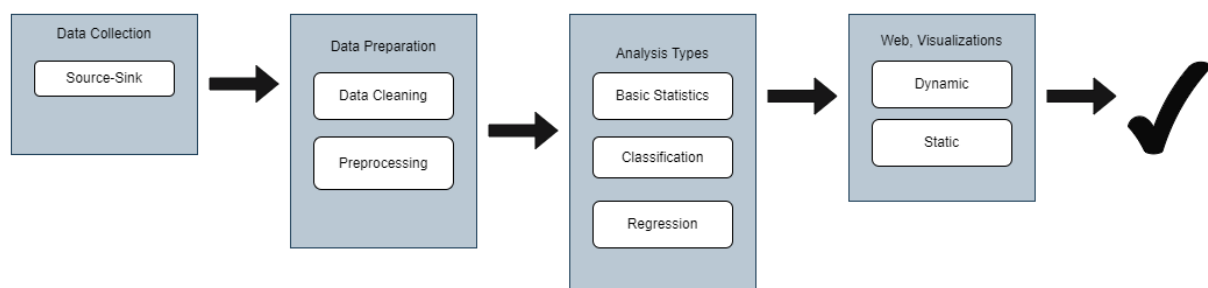 Data Collection
Source-Sink
Data Preparation
Data Cleaning
Preprocessing
Analysis Types
Basic Statistics
Classification
Regression
Web, Visualizations
Dynamic
Static